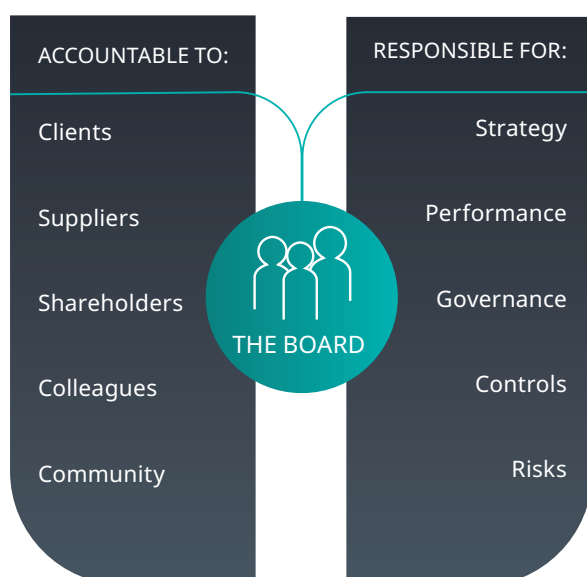 ACCOUNTABLE TO:
Clients
Suppliers
Shareholders
Colleagues
Community
THE BOARD
RESPONSIBLE FOR:
Strategy
Performance
Governance
Controls
Risks